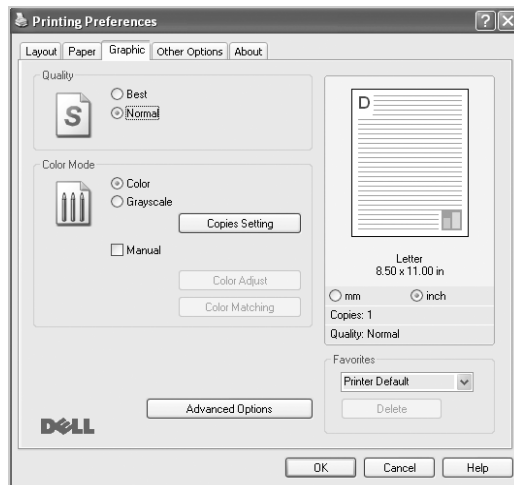 Printing Preferences
Layout Paper Graphic Other Options About
Quality
S
Best
Normal
Color Mode
Color
Grayscale
Copies Setting
Manual
Color Adjust
Color Matching
Advanced Options
DELL
D
Letter
8.50 x 11.00 in
mm inch
Copies: 1
Quality: Normal
Favorites
Printer Default
Delete
OK Cancel Help